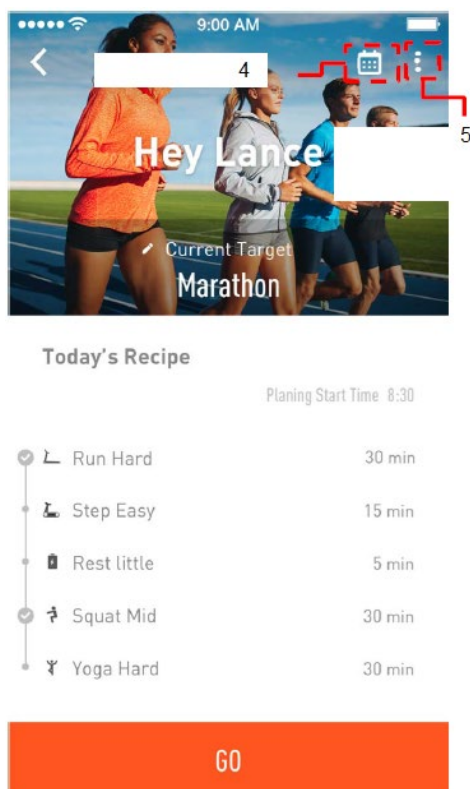 9:00 AM
4
5
Hey Lance
Current Target
Marathon
Today's Recipe
Planing Start Time 8:30
Run Hard 30 min
Step Easy 15 min
Rest little 5 min
Squat Mid 30 min
Yoga Hard 30 min
GO